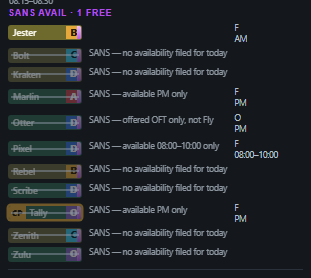 SANS AVAIL · 1 FREE
Jester B F
AM
Bolt C SANS — no availability filed for today
Kraken D SANS — no availability filed for today
Marlin A SANS — available PM only F
PM
Otter D SANS — offered OFT only, not Fly O
PM
Pixel D SANS — available 08:00–10:00 only F
08:00–10:00
Rebel B SANS — no availability filed for today
Scribe D SANS — no availability filed for today
Tally SANS — available PM only F
PM
Zenith C SANS — no availability filed for today
Zulu SANS — no availability filed for today